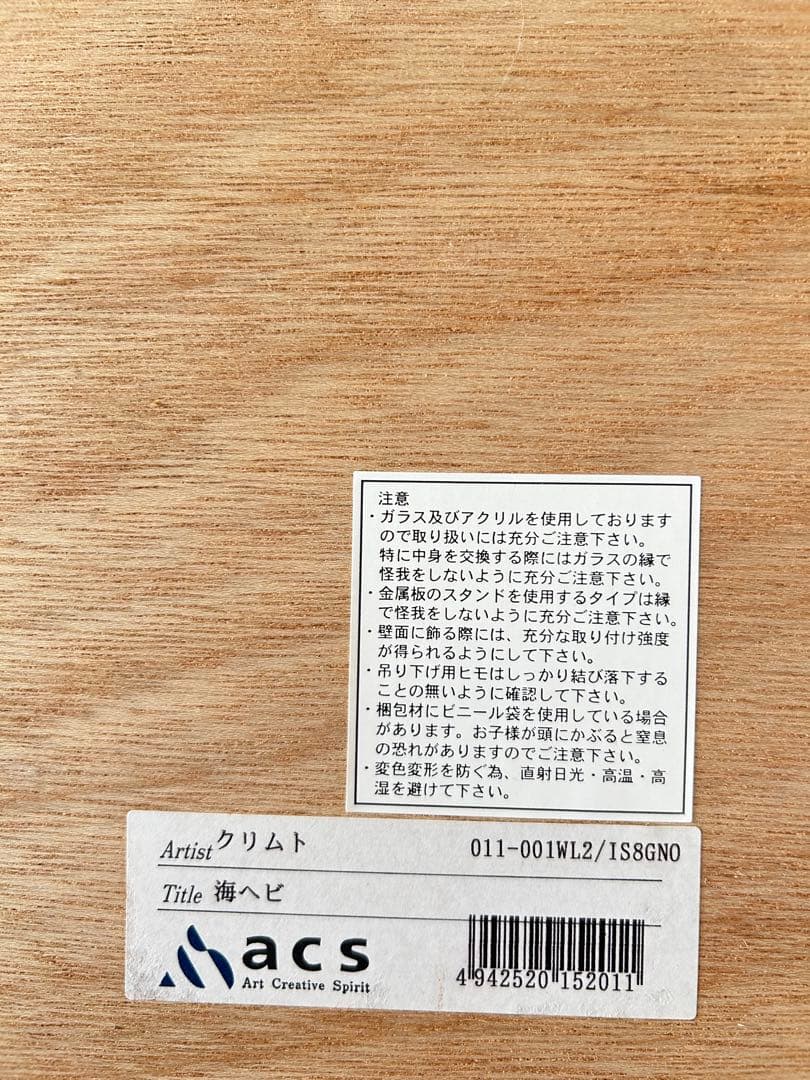 注意
・ガラス及びアクリルを使用しております
ので取り扱いには充分ご注意下さい。
特に中身を交換する際にはガラスの縁で
怪我をしないように充分ご注意下さい。
・金属板のスタンドを使用するタイプは縁
で怪我をしないように充分ご注意下さい。
・壁面に飾る際には、充分な取り付け強度
が得られるようにして下さい。
・吊り下げ用ヒモはしっかり結び落下する
ことの無いように確認して下さい。
・梱包材にビニール袋を使用している場合
があります。お子様が頭にかぶると窒息
の恐れがありますのでご注意下さい。
・変色変形を防ぐ為、直射日光・高温・高
湿を避けて下さい。
Artist クリムト 011-001WL2/IS8GNO
Title 海ヘビ
acs
Art Creative Spirit
4 942520 152011